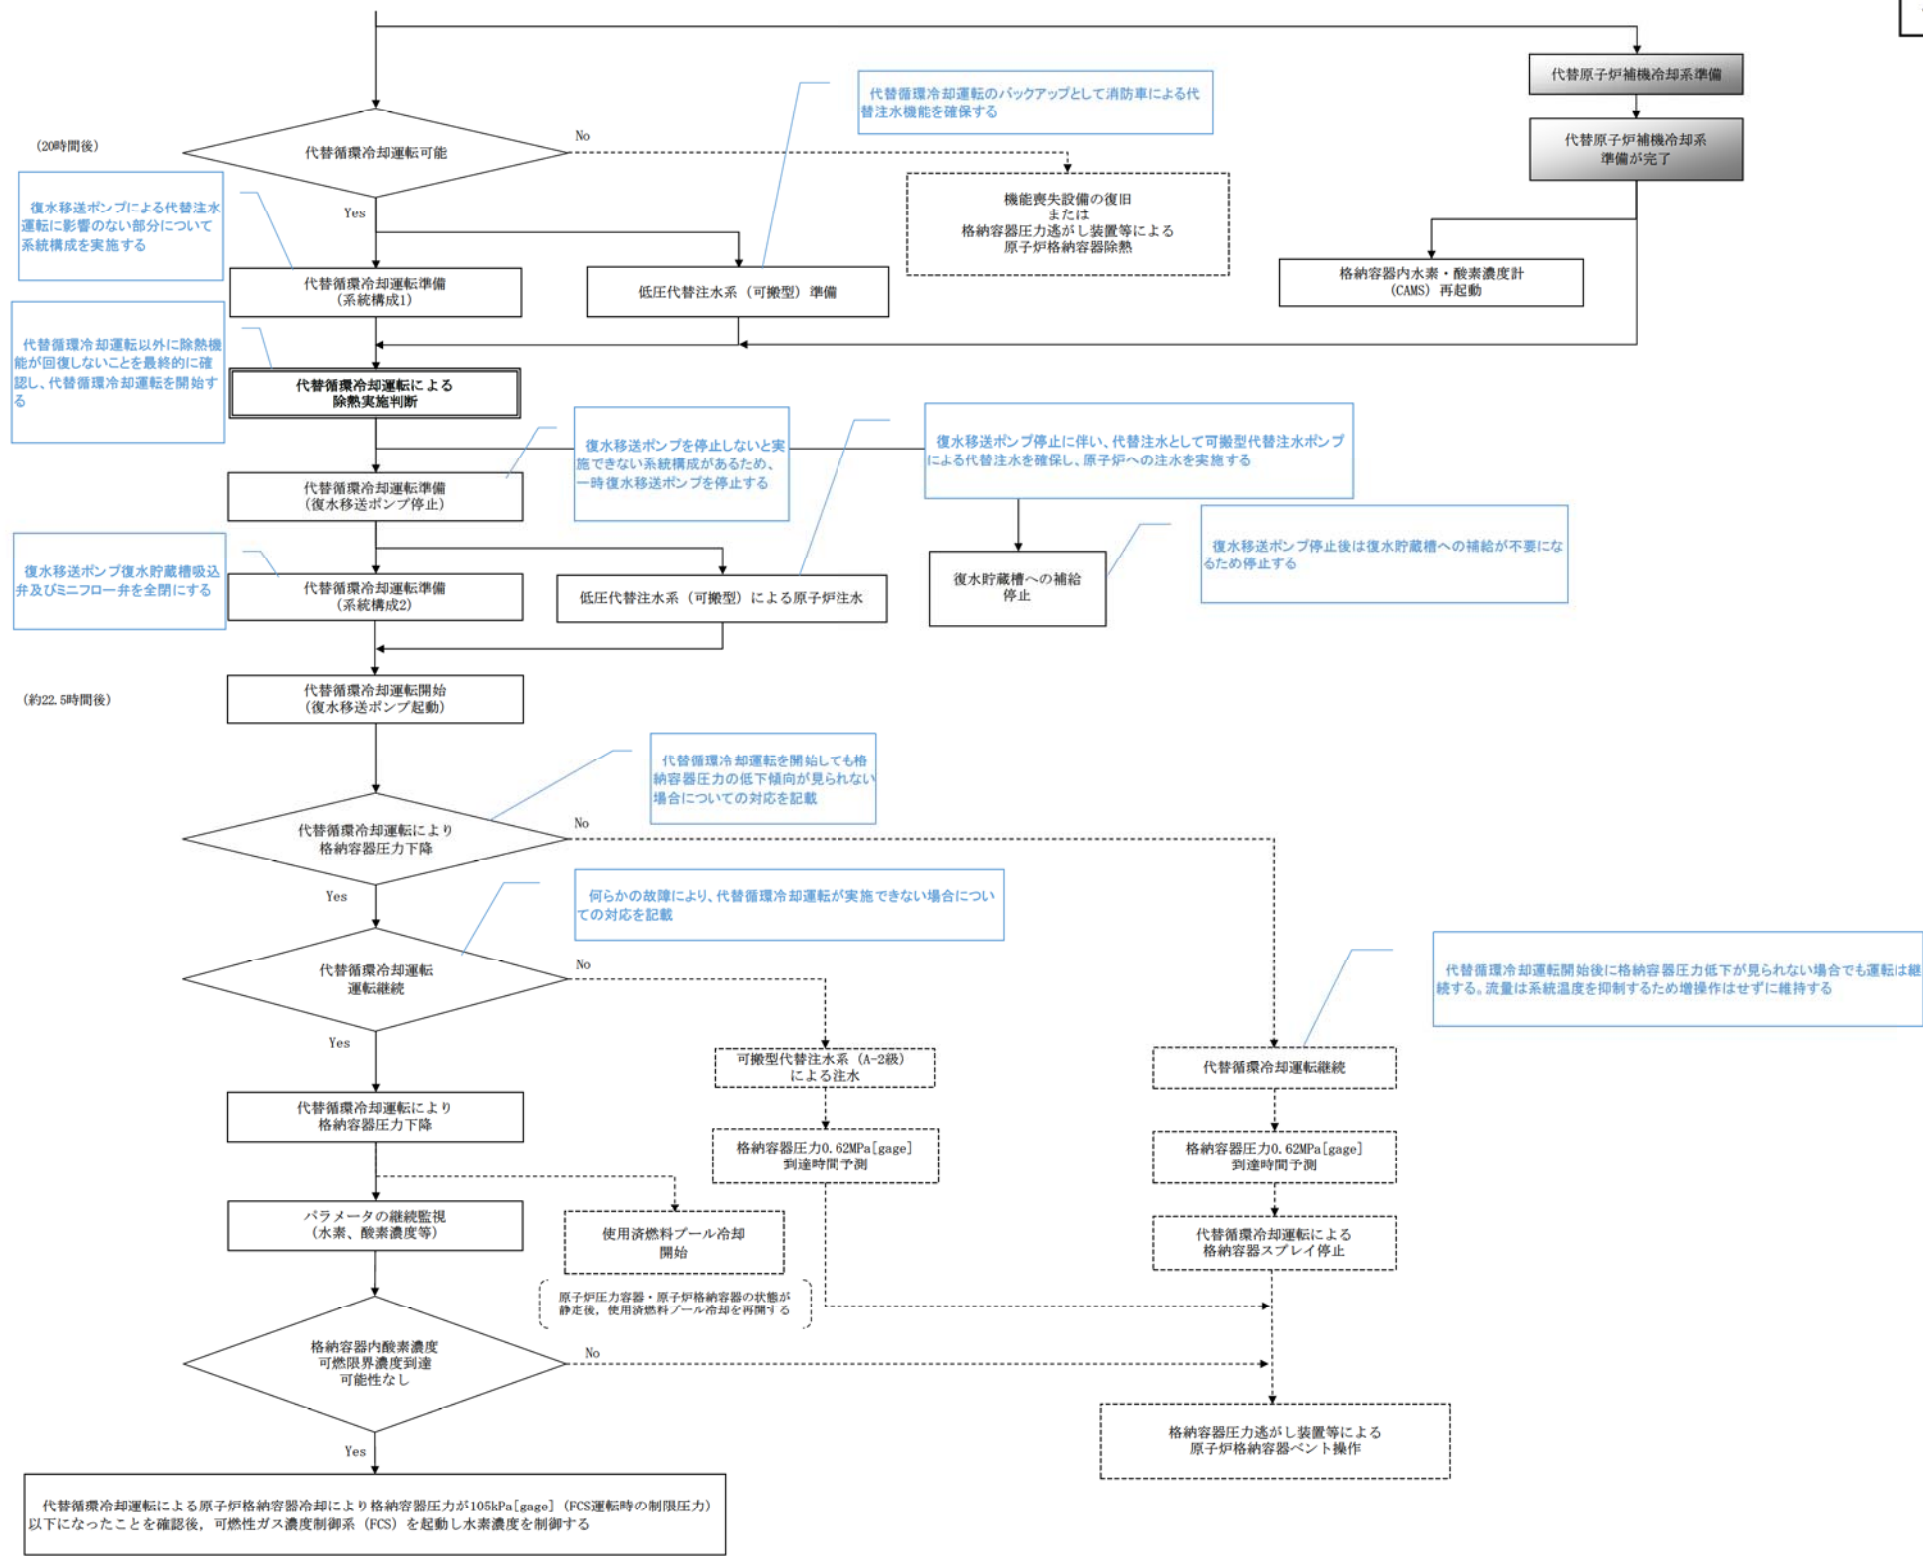 代替原子炉補機冷却系準備
代替循環冷却運転のバックアップとして消防車による代
替注水機能を確保する
代替原子炉補機冷却系
準備が完了
(20時間後)
代替循環冷却運転可能
No
Yes
機能喪失設備の復旧
または
格納容器圧力逃がし装置等による
原子炉格納容器除熱
復水移送ポンプによる代替注水
運転に影響のない部分について
系統構成を実施する
代替循環冷却運転準備
(系統構成1)
低圧代替注水系（可搬型）準備
格納容器内水素・酸素濃度計
(CAMS) 再起動
代替循環冷却運転以外に除熱機
能が回復しないことを最終的に確
認し、代替循環冷却運転を開始す
る
代替循環冷却運転による
除熱実施判断
復水移送ポンプを停止しないと実
施できない系統構成があるため、
一時復水移送ポンプを停止する
復水移送ポンプ停止に伴い、代替注水として可搬型代替注水ポンプ
による代替注水を確保し、原子炉への注水を実施する
代替循環冷却運転準備
(復水移送ポンプ停止)
復水移送ポンプ停止後は復水貯蔵槽への補給が不要にな
るため停止する
復水移送ポンプ復水貯蔵槽吸込
弁及びミニフロー弁を全閉にする
代替循環冷却運転準備
(系統構成2)
低圧代替注水系（可搬型）による原子炉注水
復水貯蔵槽への補給
停止
(約22.5時間後)
代替循環冷却運転開始
(復水移送ポンプ起動)
代替循環冷却運転を開始しても格
納容器圧力の低下傾向が見られない
場合についての対応を記載
代替循環冷却運転により
格納容器圧力下降
No
Yes
何らかの故障により、代替循環冷却運転が実施できない場合につい
ての対応を記載
代替循環冷却運転
運転継続
No
Yes
代替循環冷却運転開始後に格納容器圧力低下が見られない場合でも運転は継
続する。流量は系統温度を抑制するため増操作はせずに維持する
可搬型代替注水系（A-2級）
による注水
代替循環冷却運転継続
代替循環冷却運転により
格納容器圧力下降
格納容器圧力0.62MPa[gage]
到達時間予測
格納容器圧力0.62MPa[gage]
到達時間予測
パラメータの継続監視
(水素、酸素濃度等)
使用済燃料プール冷却
開始
代替循環冷却運転による
格納容器スプレイ停止
原子炉圧力容器・原子炉格納容器の状態が
静定後，使用済燃料プール冷却を再開する
格納容器内酸素濃度
可燃限界濃度到達
可能性なし
No
Yes
格納容器圧力逃がし装置等による
原子炉格納容器ベント操作
代替循環冷却運転による原子炉格納容器冷却により格納容器圧力が105kPa[gage]（FCS運転時の制限圧力）
以下になったことを確認後，可燃性ガス濃度制御系（FCS）を起動し水素濃度を制御する